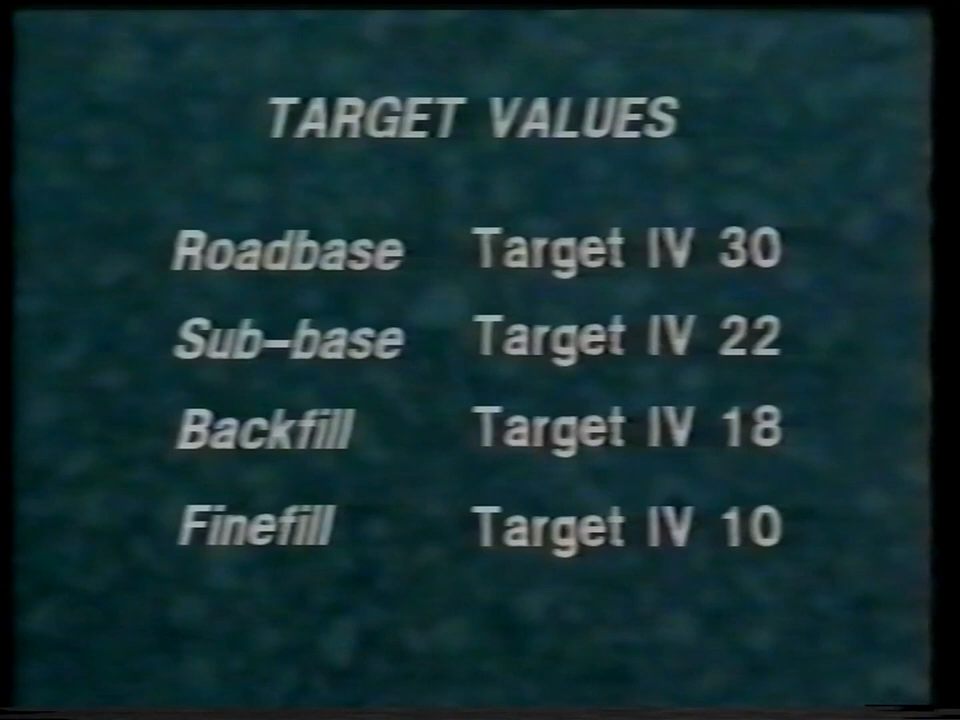 TARGET VALUES
Roadbase Target IV 30
Sub-base Target IV 22
Backfill Target IV 18
Finefill Target IV 10